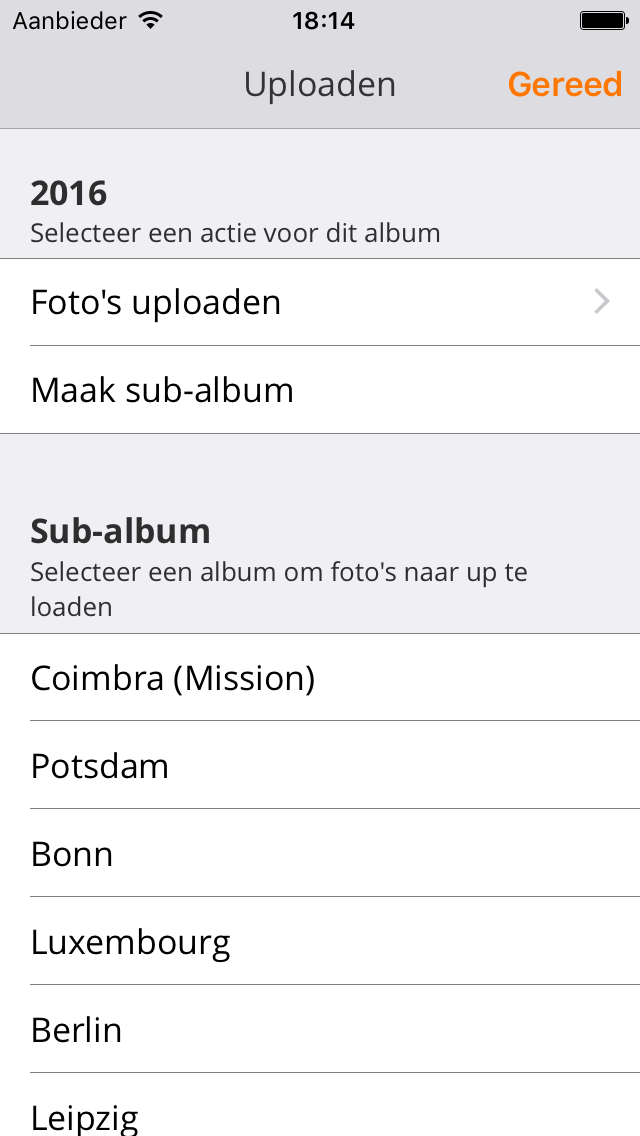 Aanbieder 18:14
Uploaden Gereed
2016
Selecteer een actie voor dit album
Foto's uploaden
Maak sub-album
Sub-album
Selecteer een album om foto's naar up te
loaden
Coimbra (Mission)
Potsdam
Bonn
Luxembourg
Berlin
Leipzig